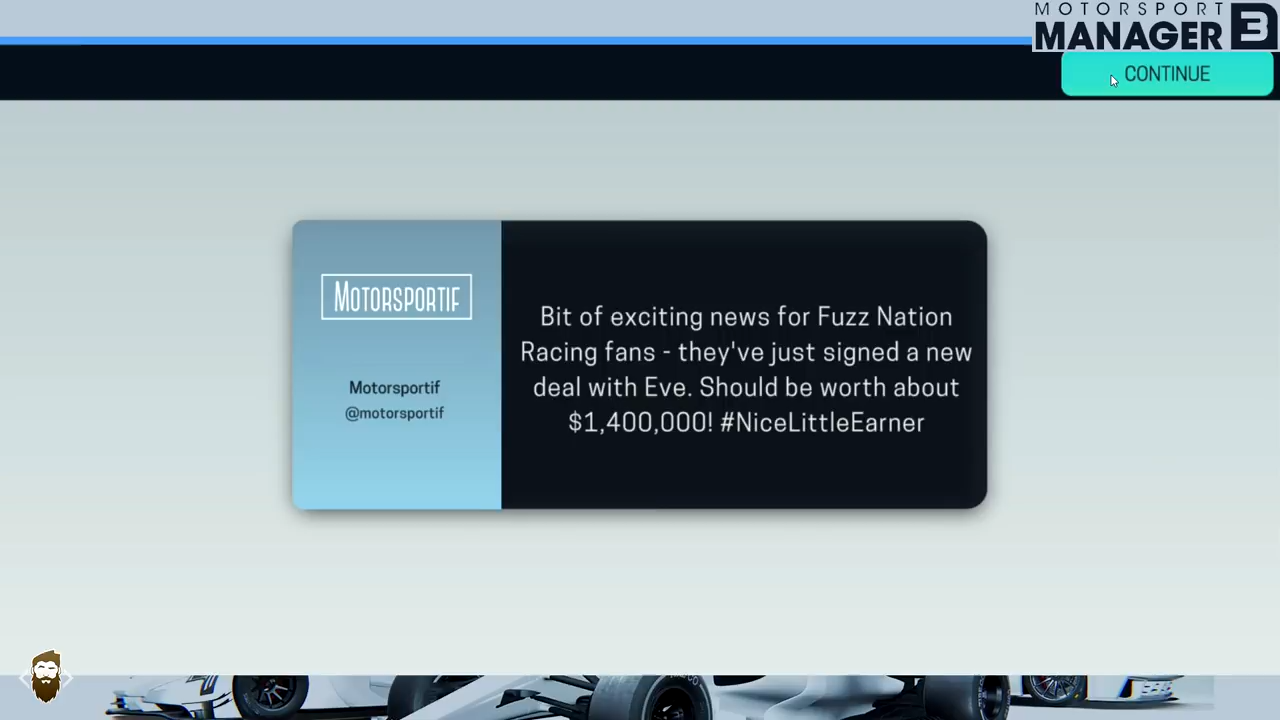 MOTORSPORT
MANAGER 3
CONTINUE
MOTORSPORTIF
Motorsportif
@motorsportif
Bit of exciting news for Fuzz Nation
Racing fans - they've just signed a new
deal with Eve. Should be worth about
$1,400,000! #NiceLittleEarner